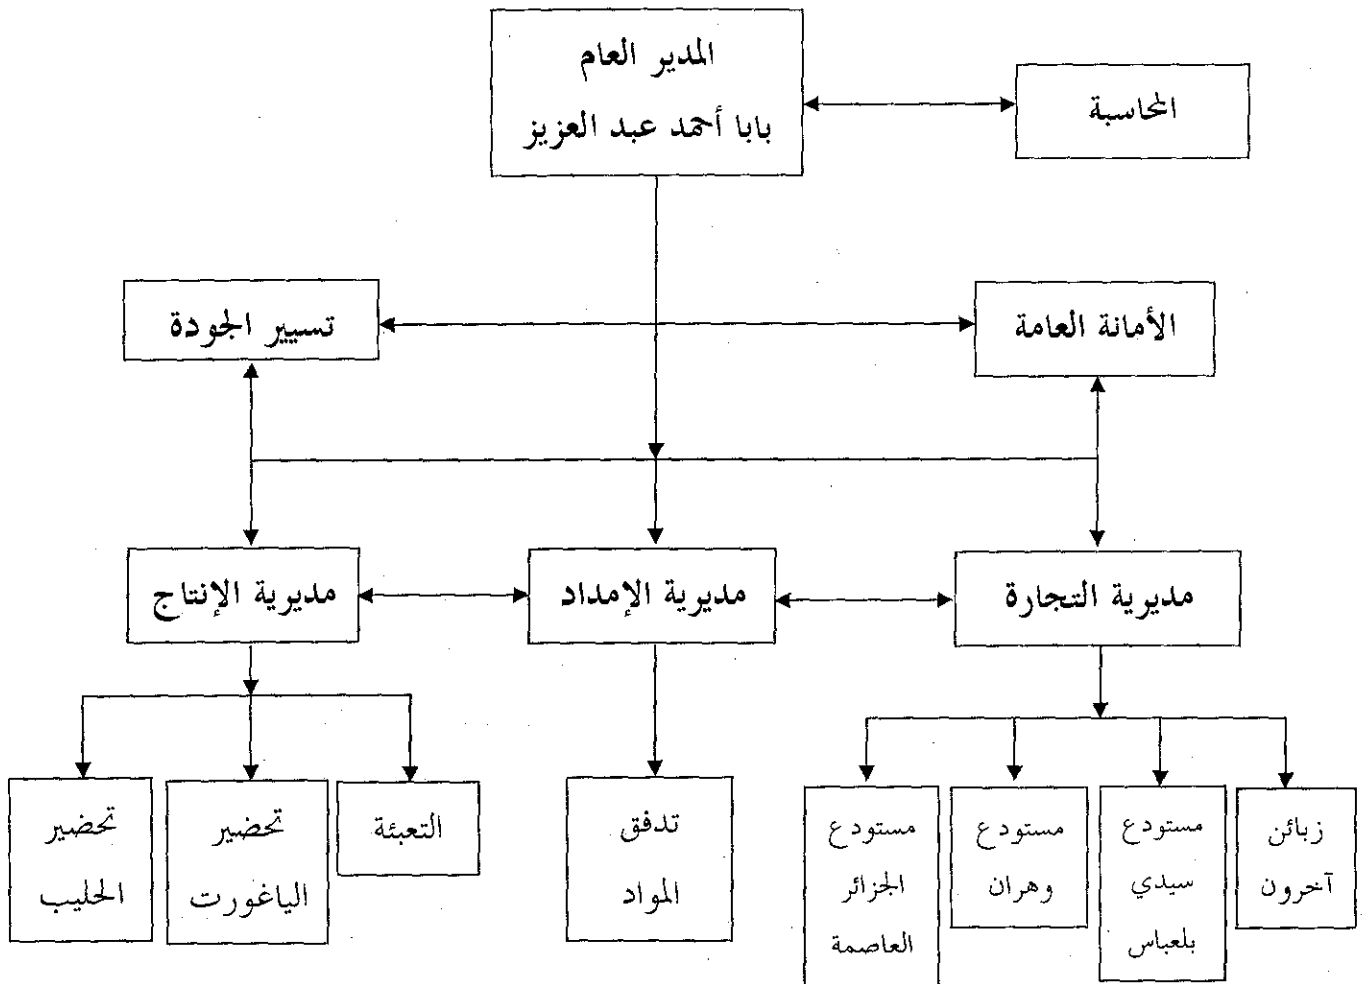 المدير العام
بابا أحمد عبد العزيز
المحاسبة
الأمانة العامة
تسيير الجودة
مديرية التجارة
مديرية الإمداد
مديرية الإنتاج
زبائن
آخرون
مستودع
سيدي
بلعباس
مستودع
وهران
مستودع
الجزائر
العاصمة
تدفق
المواد
التعبئة
تحضير
الياغورت
تحضير
الحليب